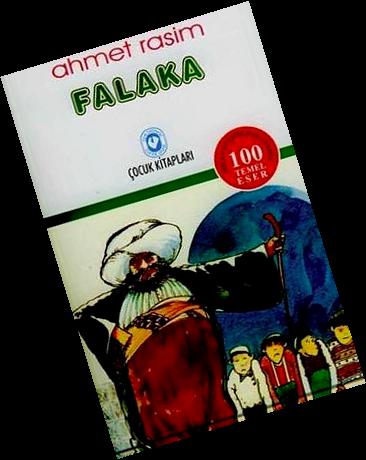 ahmet rasim
FALAKA
ÇOCUK KİTAPLARI
100
TEMEL
ESER